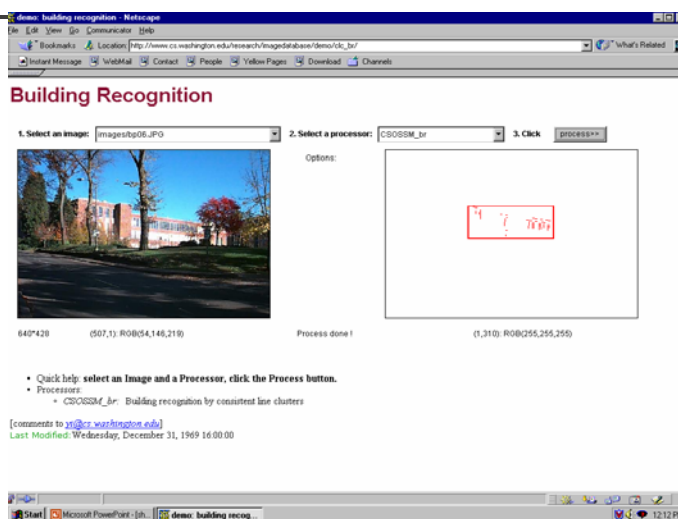 demo: building recognition - Netscape
File Edit View Go Communicator Help
Bookmarks Location: http://www.cs.washington.edu/research/imagedatabase/demo/clc_br/ What's Related
Instant Message WebMail Contact People Yellow Pages Download Channels
Building Recognition
1. Select an image: images/bp06.JPG 2. Select a processor: CSOSSM_br 3. Click process>>
Options:
640*428 (507,1): RGB(54,146,219) Process done ! (1,310): RGB(255,255,255)
• Quick help: select an Image and a Processor, click the Process button.
• Processors:
CSOSSM_br: Building recognition by consistent line clusters
[comments to yi@cs.washington.edu]
Last Modified: Wednesday, December 31, 1969 16:00:00
Start Microsoft PowerPoint - [sh... demo: building recog... 12:12 P